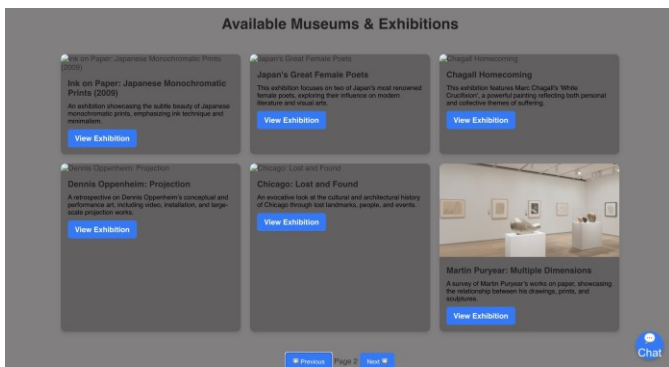 Available Museums & Exhibitions
Ink on Paper: Japanese Monochromatic Prints
(2009)
Ink on Paper: Japanese Monochromatic
Prints (2009)
An exhibition showcasing the subtle beauty of Japanese
monochromatic prints, emphasizing ink technique and
minimalism.
View Exhibition
Japan's Great Female Poets
Japan's Great Female Poets
This exhibition focuses on two of Japan's most renowned
female poets, exploring their influence on modern
literature and visual arts.
View Exhibition
Chagall Homecoming
Chagall Homecoming
This exhibition features Marc Chagall's 'White
Crucifixion', a powerful painting reflecting both personal
and collective themes of suffering.
View Exhibition
Dennis Oppenheim: Projection
Dennis Oppenheim: Projection
A retrospective on Dennis Oppenheim's conceptual and
performance art, including video, installation, and large-
scale projection works.
View Exhibition
Chicago: Lost and Found
Chicago: Lost and Found
An evocative look at the cultural and architectural history
of Chicago through lost landmarks, people, and events.
View Exhibition
Martin Puryear: Multiple Dimensions
A survey of Martin Puryear's works on paper, showcasing
the relationship between his drawings, prints, and
sculptures.
View Exhibition
Previous Page 2 Next
Chat